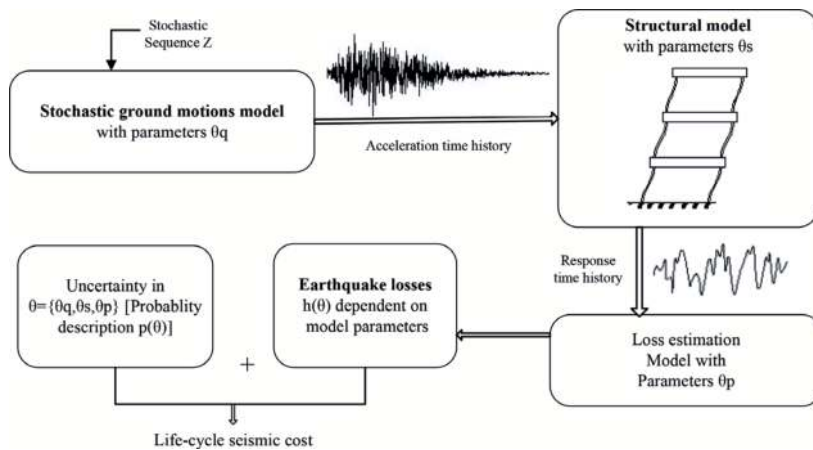 Stochastic
Sequence Z
Stochastic ground motions model
with parameters θq
Acceleration time history
Structural model
with parameters θs
Response
time history
Uncertainty in
θ={θq,θs,θp} [Probablity
description p(θ)]
+
Earthquake losses
h(θ) dependent on
model parameters
Loss estimation
Model with
Parameters θp
Life-cycle seismic cost